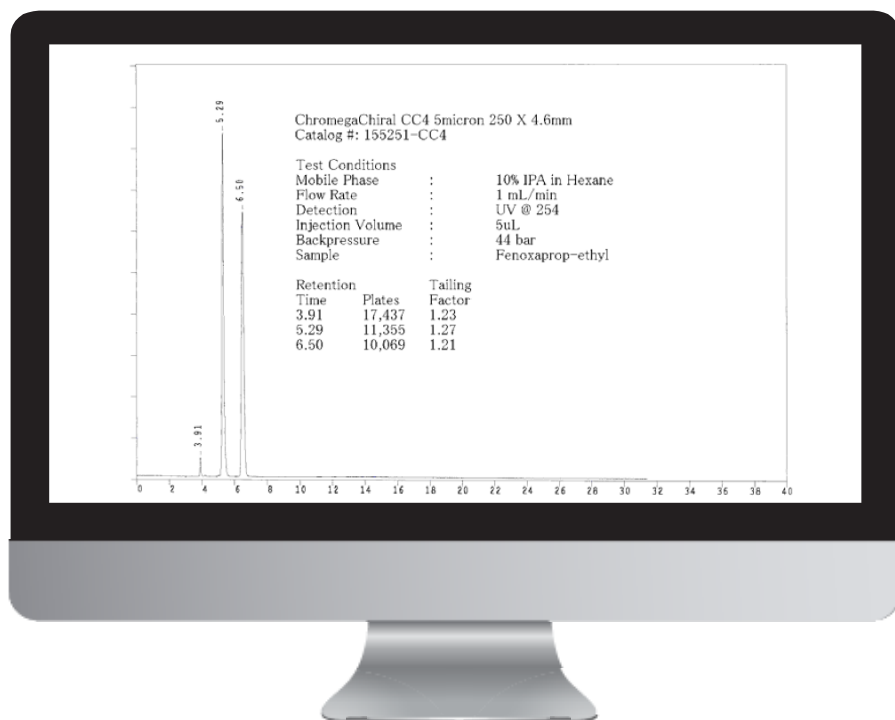 5.29
6.50
3.91
ChromegaChiral CC4 5micron 250 X 4.6mm
Catalog #: 155251-CC4
Test Conditions
Mobile Phase : 10% IPA in Hexane
Flow Rate : 1 mL/min
Detection : UV @ 254
Injection Volume : 5uL
Backpressure : 44 bar
Sample : Fenoxaprop-ethyl
Retention Tailing
Time Plates Factor
3.91 17,437 1.23
5.29 11,355 1.27
6.50 10,069 1.21
0 2 4 6 8 10 12 14 16 18 20 22 24 26 28 30 32 34 36 38 40